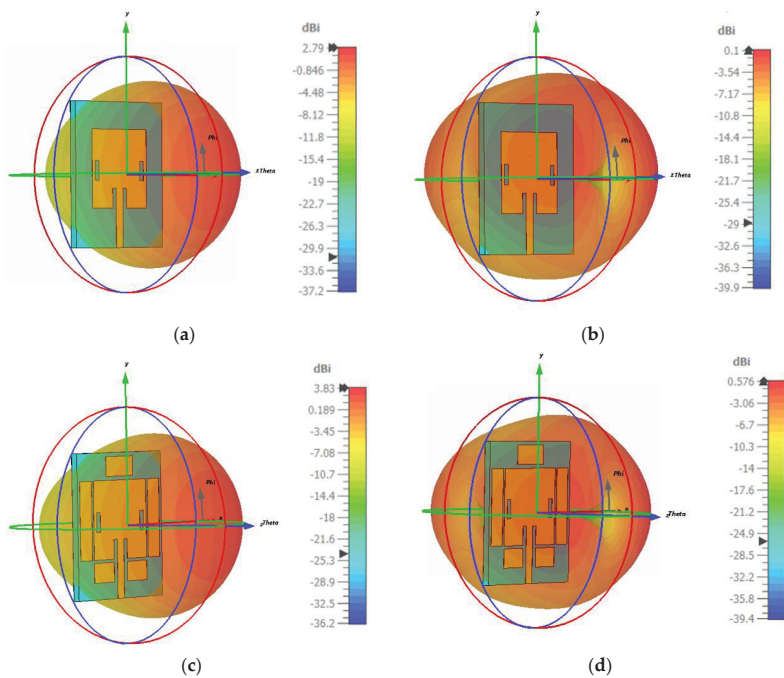 dBi
2.79
-0.846
-4.48
-8.12
-11.8
-15.4
-19
-22.7
-26.3
-29.9
-33.6
-37.2
y
Phi
z Theta
(a)
dBi
0.1
-3.54
-7.17
-10.8
-14.4
-18.1
-21.7
-25.4
-29
-32.6
-36.3
-39.9
y
Phi
z Theta
(b)
dBi
3.83
0.189
-3.45
-7.08
-10.7
-14.4
-18
-21.6
-25.3
-28.9
-32.5
-36.2
y
Phi
z Theta
(c)
dBi
0.576
-3.06
-6.7
-10.3
-14
-17.6
-21.2
-24.9
-28.5
-32.2
-35.8
-39.4
y
Phi
z Theta
(d)